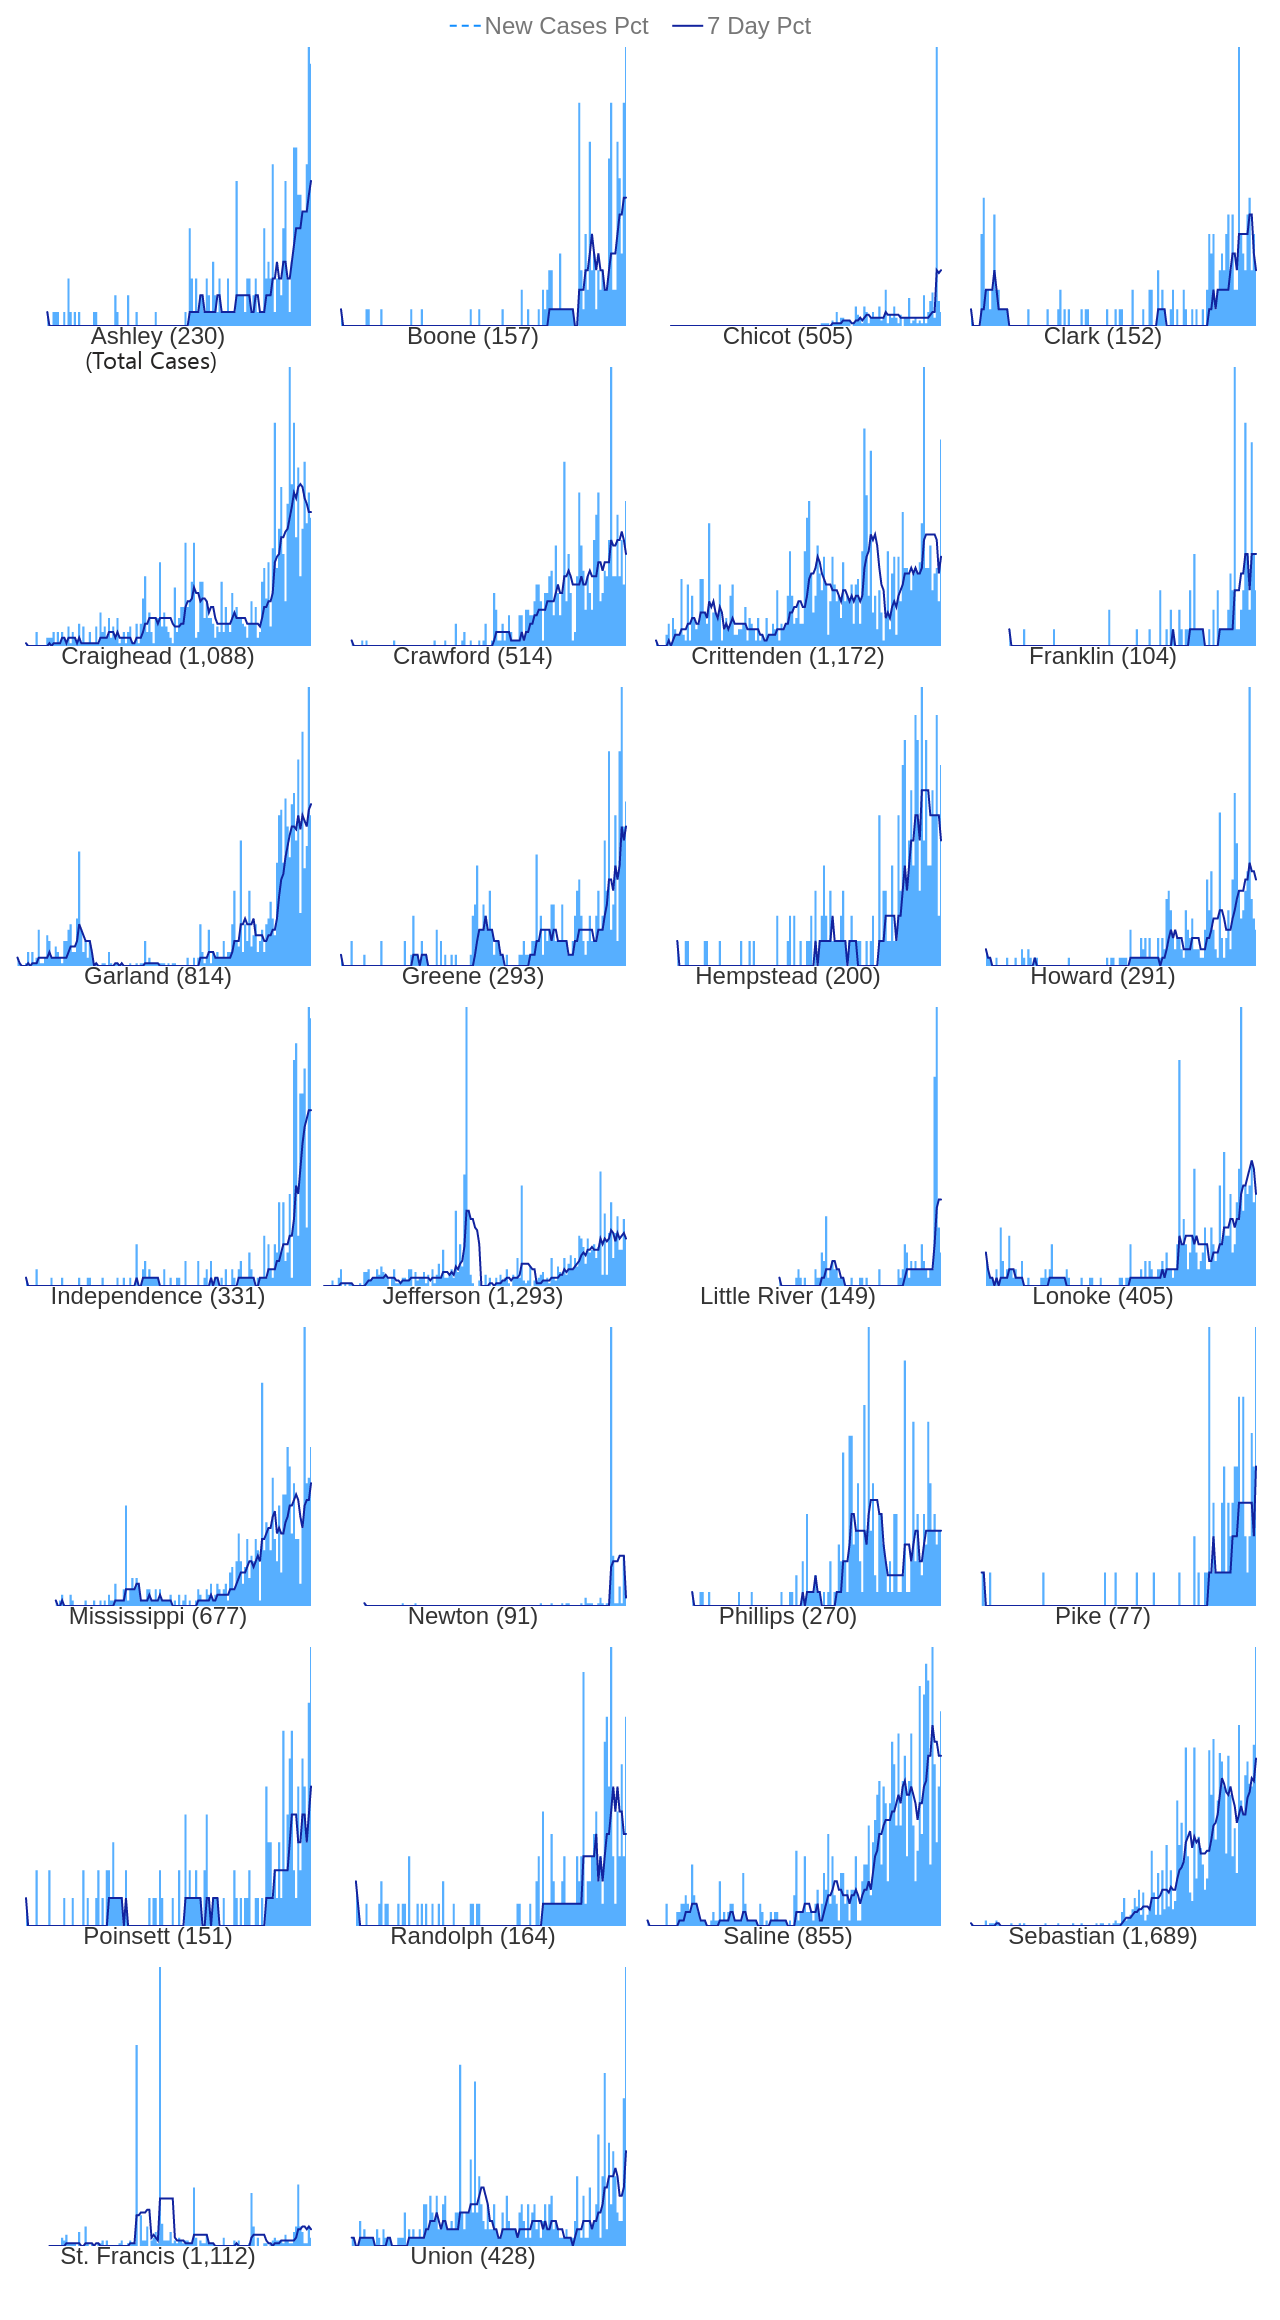 New Cases Pct 7 Day Pct
Ashley (230) Boone (157) Chicot (505) Clark (152)
(Total Cases)
Craighead (1,088) Crawford (514) Crittenden (1,172) Franklin (104)
Garland (814) Greene (293) Hempstead (200) Howard (291)
Independence (331) Jefferson (1,293) Little River (149) Lonoke (405)
Mississippi (677) Newton (91) Phillips (270) Pike (77)
Poinsett (151) Randolph (164) Saline (855) Sebastian (1,689)
St. Francis (1,112) Union (428)